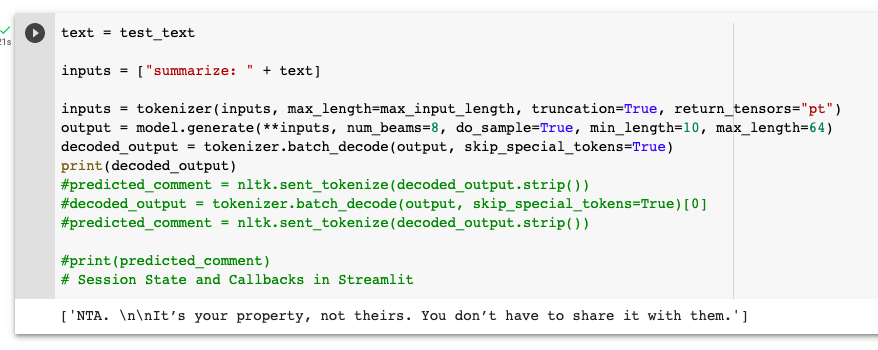 text = test_text
21s
inputs = ["summarize: " + text]
inputs = tokenizer(inputs, max_length=max_input_length, truncation=True, return_tensors="pt")
output = model.generate(**inputs, num_beams=8, do_sample=True, min_length=10, max_length=64)
decoded_output = tokenizer.batch_decode(output, skip_special_tokens=True)
print(decoded_output)
#predicted_comment = nltk.sent_tokenize(decoded_output.strip())
#decoded_output = tokenizer.batch_decode(output, skip_special_tokens=True)[0]
#predicted_comment = nltk.sent_tokenize(decoded_output.strip())
#print(predicted_comment)
# Session State and Callbacks in Streamlit
['NTA. \n\nIt’s your property, not theirs. You don’t have to share it with them.']